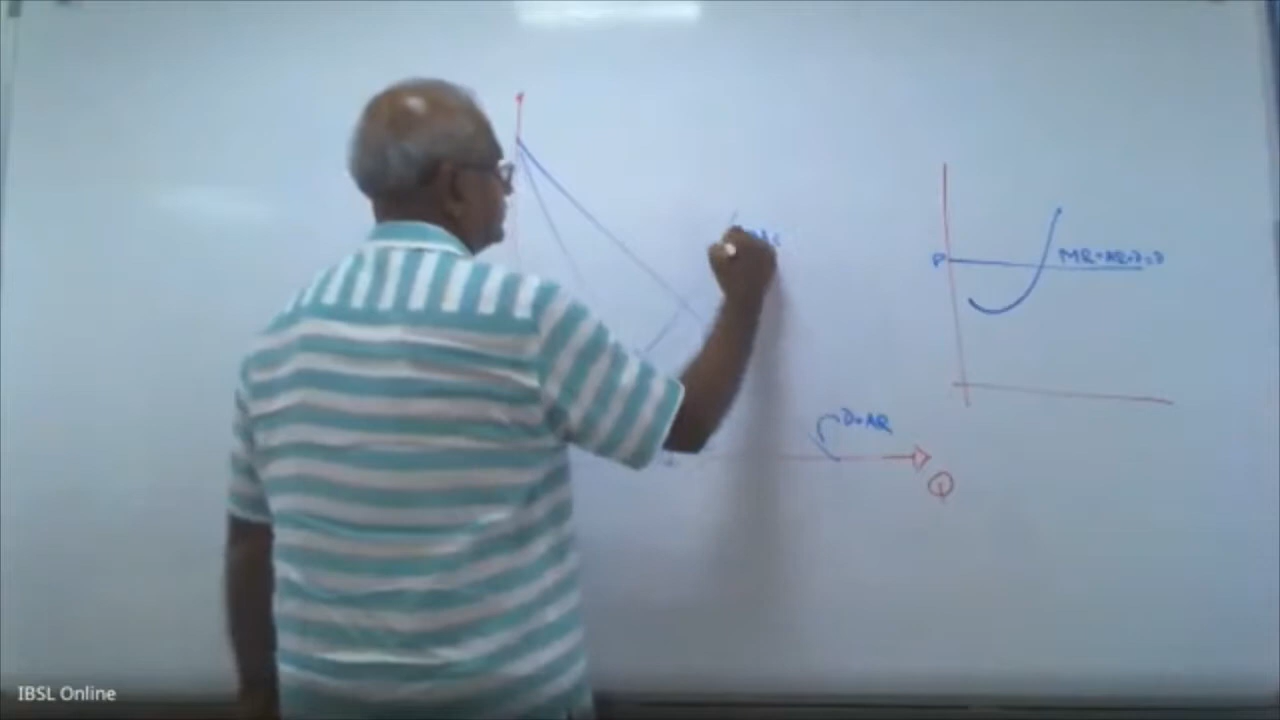 P
MR=AR=P=D
D=AR
Q
IBSL Online